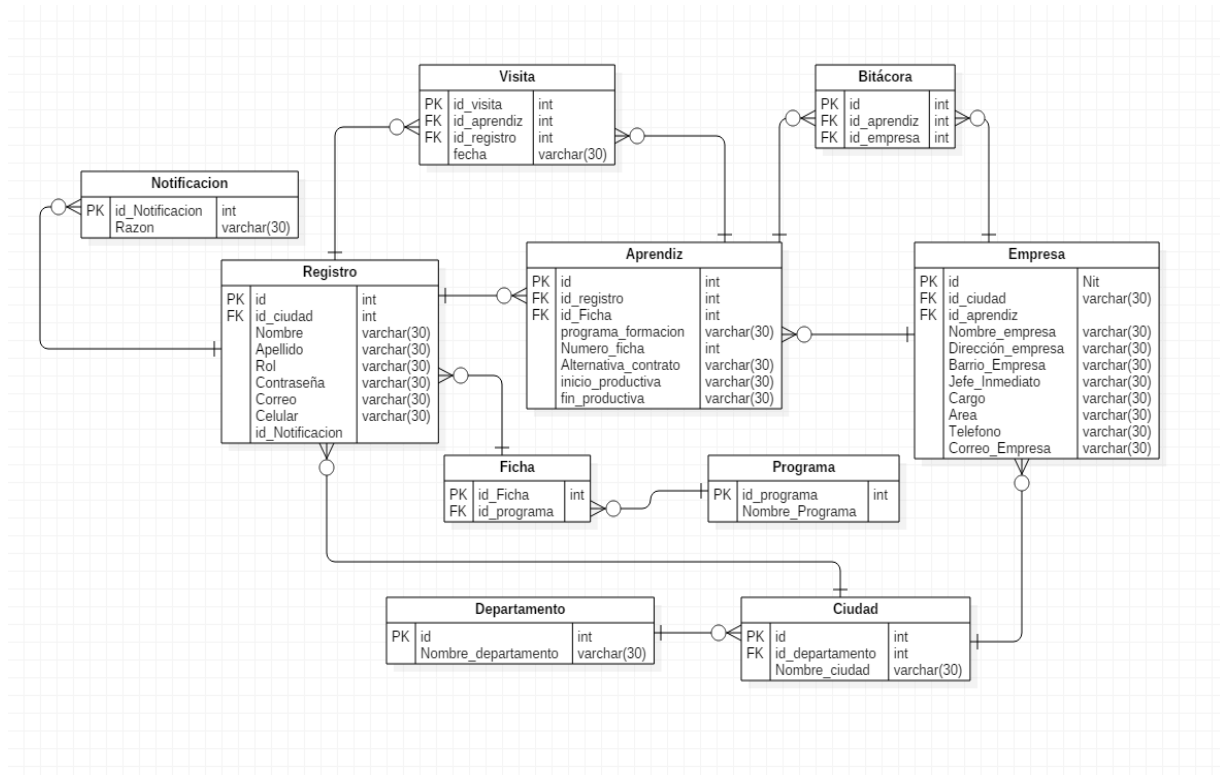 Visita
PK id_visita int
FK id_aprendiz int
FK id_registro int
fecha varchar(30)
Bitácora
PK id int
FK id_aprendiz int
FK id_empresa int
Notificacion
PK id_Notificacion int
Razon varchar(30)
Registro
PK id int
FK id_ciudad int
Nombre varchar(30)
Apellido varchar(30)
Rol varchar(30)
Contraseña varchar(30)
Correo varchar(30)
Celular varchar(30)
id_Notificacion
Aprendiz
PK id int
FK id_registro int
FK id_Ficha int
programa_formacion varchar(30)
Numero_ficha int
Alternativa_contrato varchar(30)
inicio_productiva varchar(30)
fin_productiva varchar(30)
Empresa
PK id Nit
FK id_ciudad varchar(30)
FK id_aprendiz
Nombre_empresa varchar(30)
Dirección_empresa varchar(30)
Barrio_Empresa varchar(30)
Jefe_Inmediato varchar(30)
Cargo varchar(30)
Area varchar(30)
Telefono varchar(30)
Correo_Empresa varchar(30)
Ficha
PK id_Ficha int
FK id_programa
Programa
PK id_programa int
Nombre_Programa
Departamento
PK id int
Nombre_departamento varchar(30)
Ciudad
PK id int
FK id_departamento int
Nombre_ciudad varchar(30)